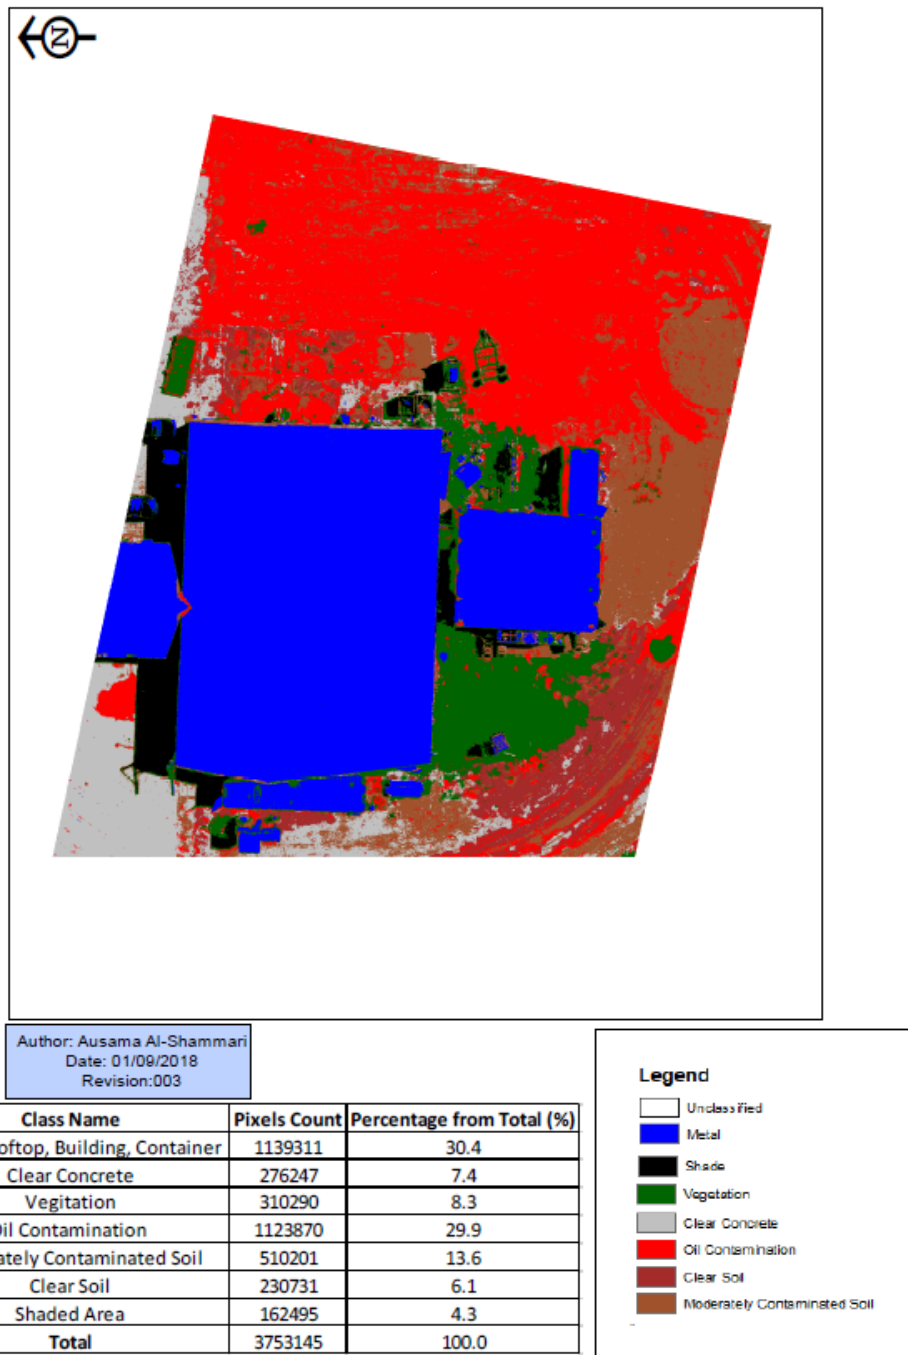 N
Author: Ausama Al-Shammari
Date: 01/09/2018
Revision:003
Class Name Pixels Count Percentage from Total (%)
oftop, Building, Container 1139311 30.4
Clear Concrete 276247 7.4
Vegitation 310290 8.3
Oil Contamination 1123870 29.9
ately Contaminated Soil 510201 13.6
Clear Soil 230731 6.1
Shaded Area 162495 4.3
Total 3753145 100.0
Legend
Unclassified
Metal
Shade
Vegetation
Clear Concrete
Oil Contamination
Clear Soil
Moderately Contaminated Soil